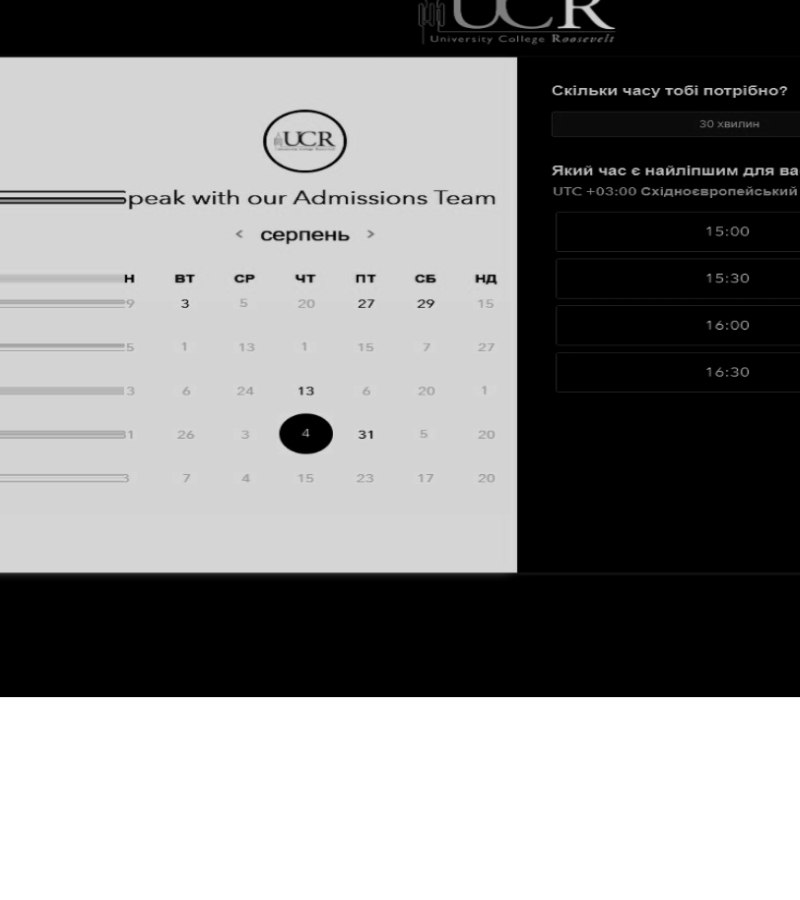 UCR
University College Roosevelt
UCR
peak with our Admissions Team
‹ серпень ›
Н ВТ СР ЧТ ПТ СБ НД
9 3 5 20 27 29 15
5 1 13 1 15 7 27
3 6 24 13 6 20 1
31 26 3 4 31 5 20
3 7 4 15 23 17 20
Скільки часу тобі потрібно?
30 хвилин
Який час є найліпшим для ва
UTC +03:00 Східноєвропейський
15:00
15:30
16:00
16:30